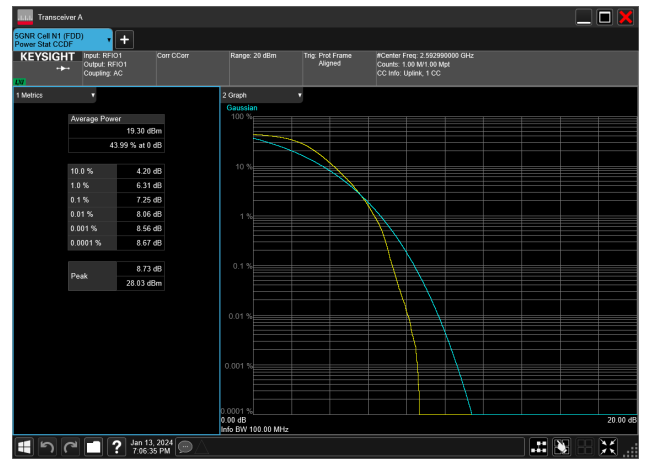 Transceiver A
5GNR Cell N1 (FDD)
Power Stat CCDF
KEYSIGHT
LXI
Input: RFIO1
Output: RFIO1
Coupling: AC
Corr CCorr
Range: 20 dBm
Trig: Prot Frame
Aligned
#Center Freq: 2.592990000 GHz
Counts: 1.00 M/1.00 Mpt
CC Info: Uplink, 1 CC
1 Metrics
Average Power
19.30 dBm
43.99 % at 0 dB
10.0 % 4.20 dB
1.0 % 6.31 dB
0.1 % 7.25 dB
0.01 % 8.06 dB
0.001 % 8.56 dB
0.0001 % 8.67 dB
Peak 8.73 dB
28.03 dBm
2 Graph
Gaussian
100 %
10 %
1 %
0.1 %
0.01 %
0.001 %
0.0001 %
0.00 dB 20.00 dB
Info BW 100.00 MHz
Jan 13, 2024
7:06:35 PM